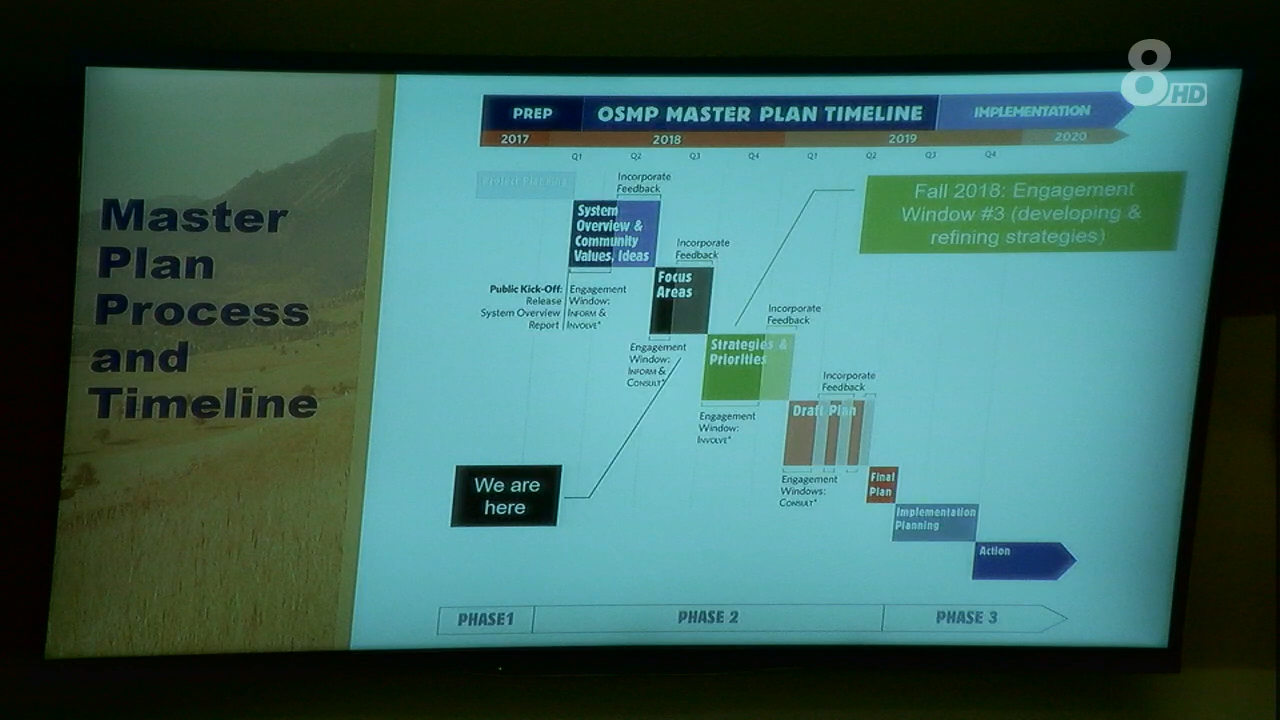 8HD
Master
Plan
Process
and
Timeline
PREP
OSMP MASTER PLAN TIMELINE
IMPLEMENTATION
2017
2018
2019
2020
Q1
Q2
Q3
Q4
Q1
Q2
Q3
Q4
Project Planning
Incorporate
Feedback
System
Overview &
Community
Values, Ideas
Public Kick-Off:
Release
System Overview
Report
Engagement
Window:
INFORM &
INVOLVE*
Incorporate
Feedback
Focus
Areas
Engagement
Window:
INFORM &
CONSULT*
Fall 2018: Engagement
Window #3 (developing &
refining strategies)
Incorporate
Feedback
Strategies &
Priorities
Engagement
Window:
INVOLVE*
Incorporate
Feedback
Draft Plan
Engagement
Windows:
CONSULT*
We are
here
Final
Plan
Implementation
Planning
Action
PHASE1
PHASE 2
PHASE 3